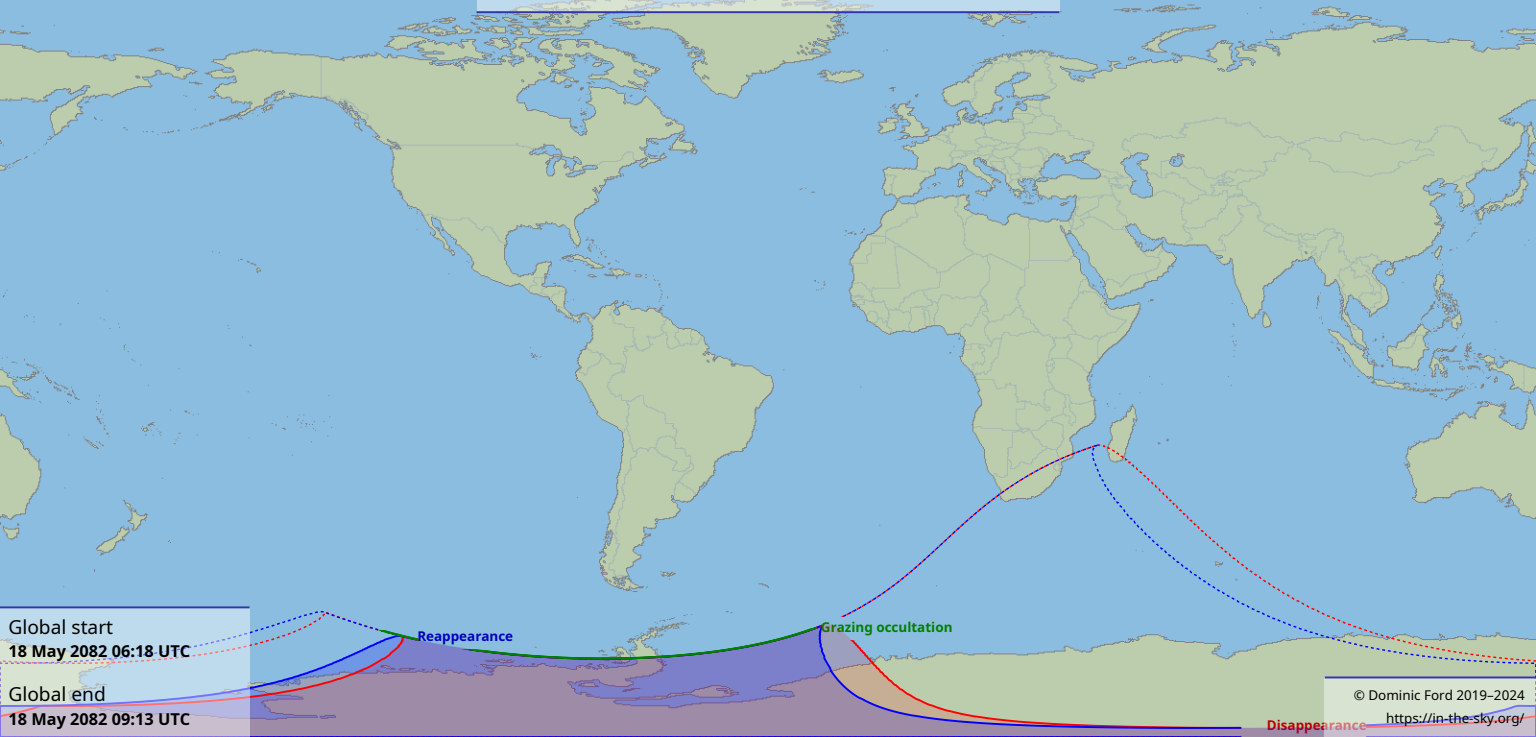 Reappearance
Grazing occultation
Global start
18 May 2082 06:18 UTC
Global end
18 May 2082 09:13 UTC
Disappearance
© Dominic Ford 2019–2024
https://in-the-sky.org/